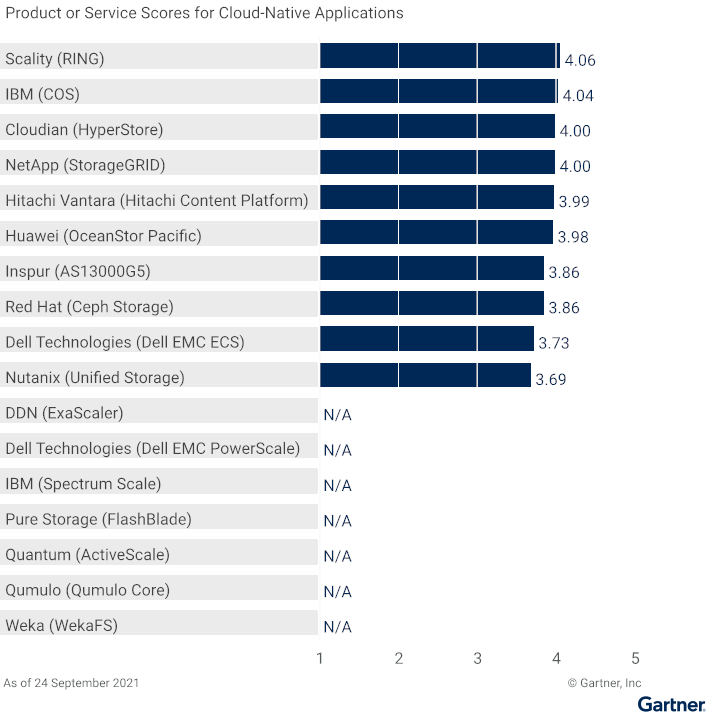 Product or Service Scores for Cloud-Native Applications
Scality (RING) 4.06
IBM (COS) 4.04
Cloudian (HyperStore) 4.00
NetApp (StorageGRID) 4.00
Hitachi Vantara (Hitachi Content Platform) 3.99
Huawei (OceanStor Pacific) 3.98
Inspur (AS13000G5) 3.86
Red Hat (Ceph Storage) 3.86
Dell Technologies (Dell EMC ECS) 3.73
Nutanix (Unified Storage) 3.69
DDN (ExaScaler) N/A
Dell Technologies (Dell EMC PowerScale) N/A
IBM (Spectrum Scale) N/A
Pure Storage (FlashBlade) N/A
Quantum (ActiveScale) N/A
Qumulo (Qumulo Core) N/A
Weka (WekaFS) N/A
1 2 3 4 5
As of 24 September 2021 © Gartner, Inc
Gartner